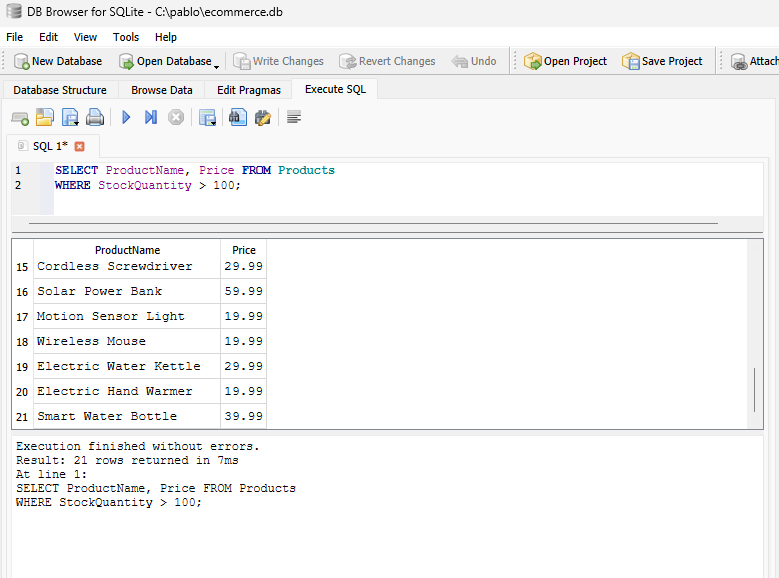 DB Browser for SQLite - C:\pablo\ecommerce.db
File Edit View Tools Help
New Database Open Database Write Changes Revert Changes Undo Open Project Save Project Attach
Database Structure Browse Data Edit Pragmas Execute SQL
SQL 1*
1 SELECT ProductName, Price FROM Products
2 WHERE StockQuantity > 100;
ProductName Price
15 Cordless Screwdriver 29.99
16 Solar Power Bank 59.99
17 Motion Sensor Light 19.99
18 Wireless Mouse 19.99
19 Electric Water Kettle 29.99
20 Electric Hand Warmer 19.99
21 Smart Water Bottle 39.99
Execution finished without errors.
Result: 21 rows returned in 7ms
At line 1:
SELECT ProductName, Price FROM Products
WHERE StockQuantity > 100;